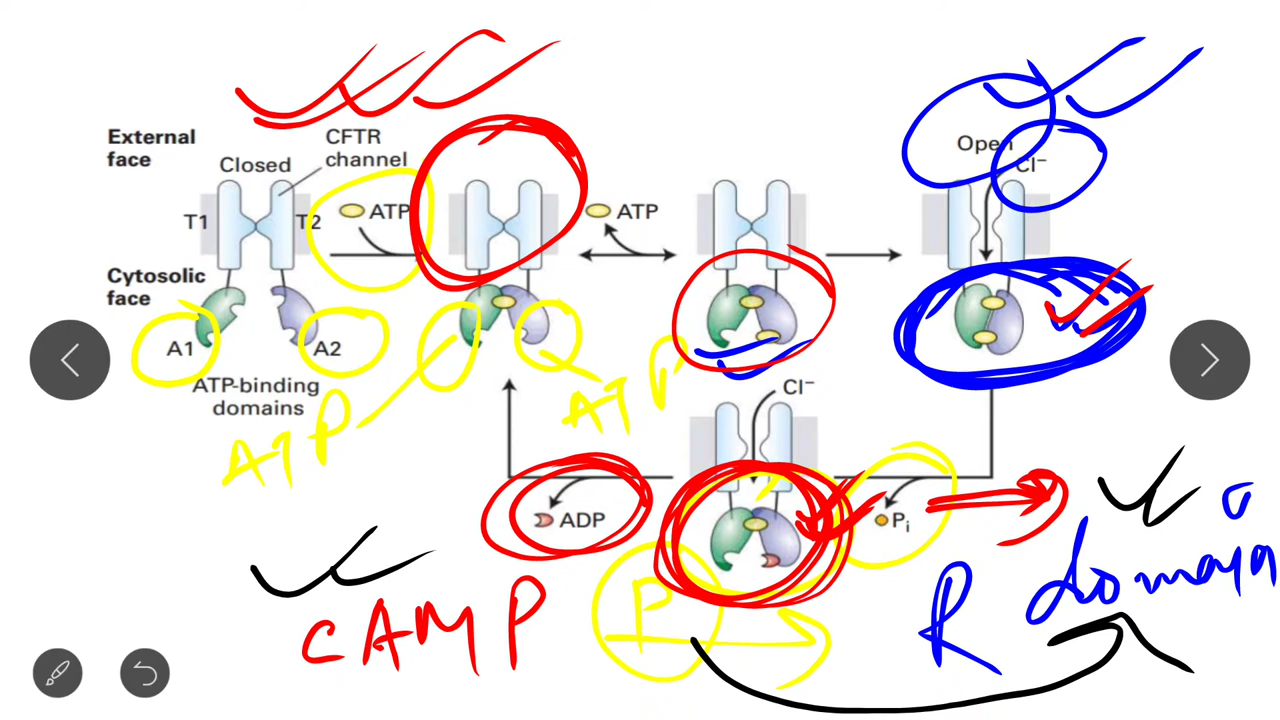 External face
CFTR channel
Closed
Open
Cl⁻
ATP
ATP
T1
T2
Cytosolic face
A1
A2
ATP-binding domains
ATP
ATP
Cl⁻
ADP
Pi
CAMP
P
R domain